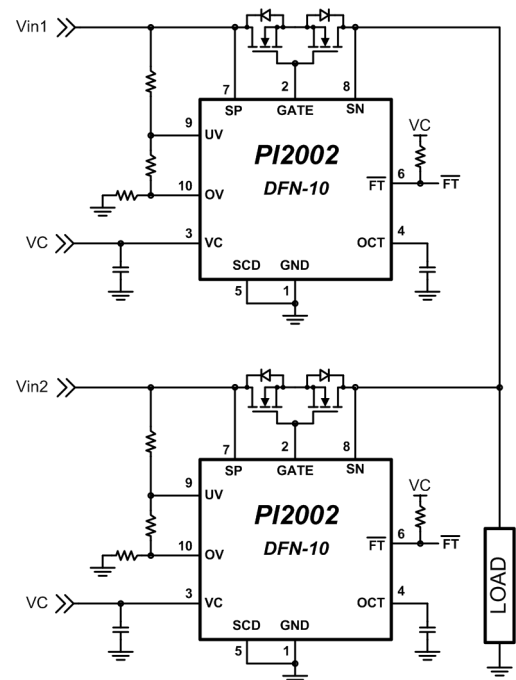 Vin1
7
2
8
SP
GATE
SN
VC
9
UV
PI2002
6
10
OV
DFN-10
FT
FT
VC
3
VC
OCT
4
SCD
GND
5
1
Vin2
7
2
8
SP
GATE
SN
VC
9
UV
PI2002
6
10
OV
DFN-10
FT
FT
VC
3
VC
OCT
4
SCD
GND
5
1
LOAD